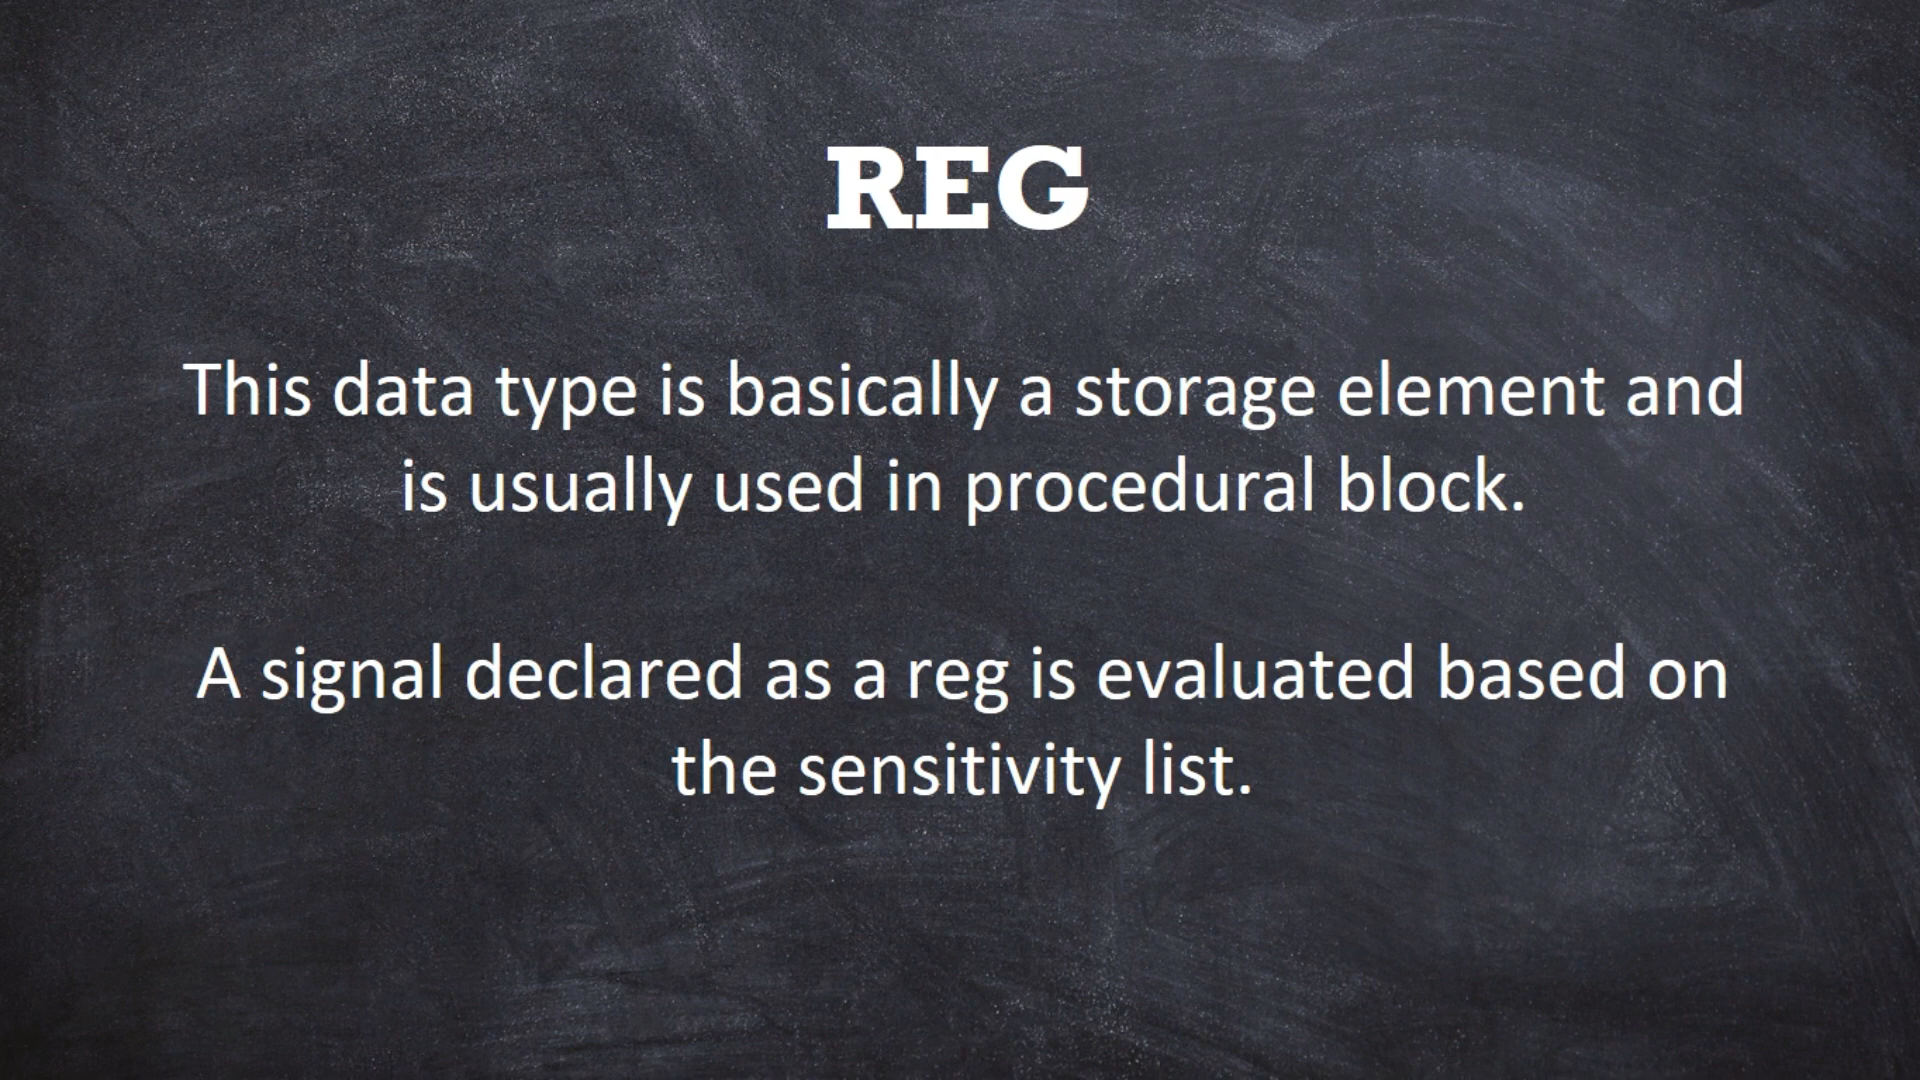 REG
This data type is basically a storage element and
is usually used in procedural block.
A signal declared as a reg is evaluated based on
the sensitivity list.